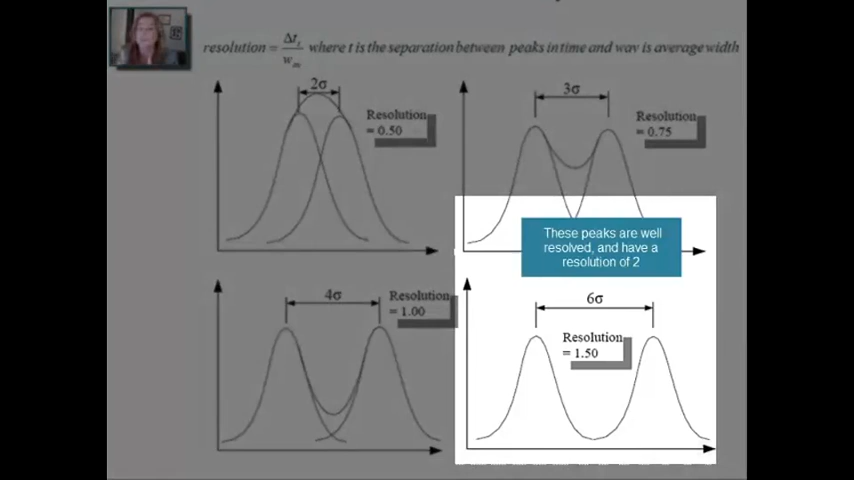 resolution = Δtr / wav where t is the separation between peaks in time and wav is average width
2σ
Resolution
= 0.50
3σ
Resolution
= 0.75
These peaks are well
resolved, and have a
resolution of 2
4σ
Resolution
= 1.00
6σ
Resolution
= 1.50